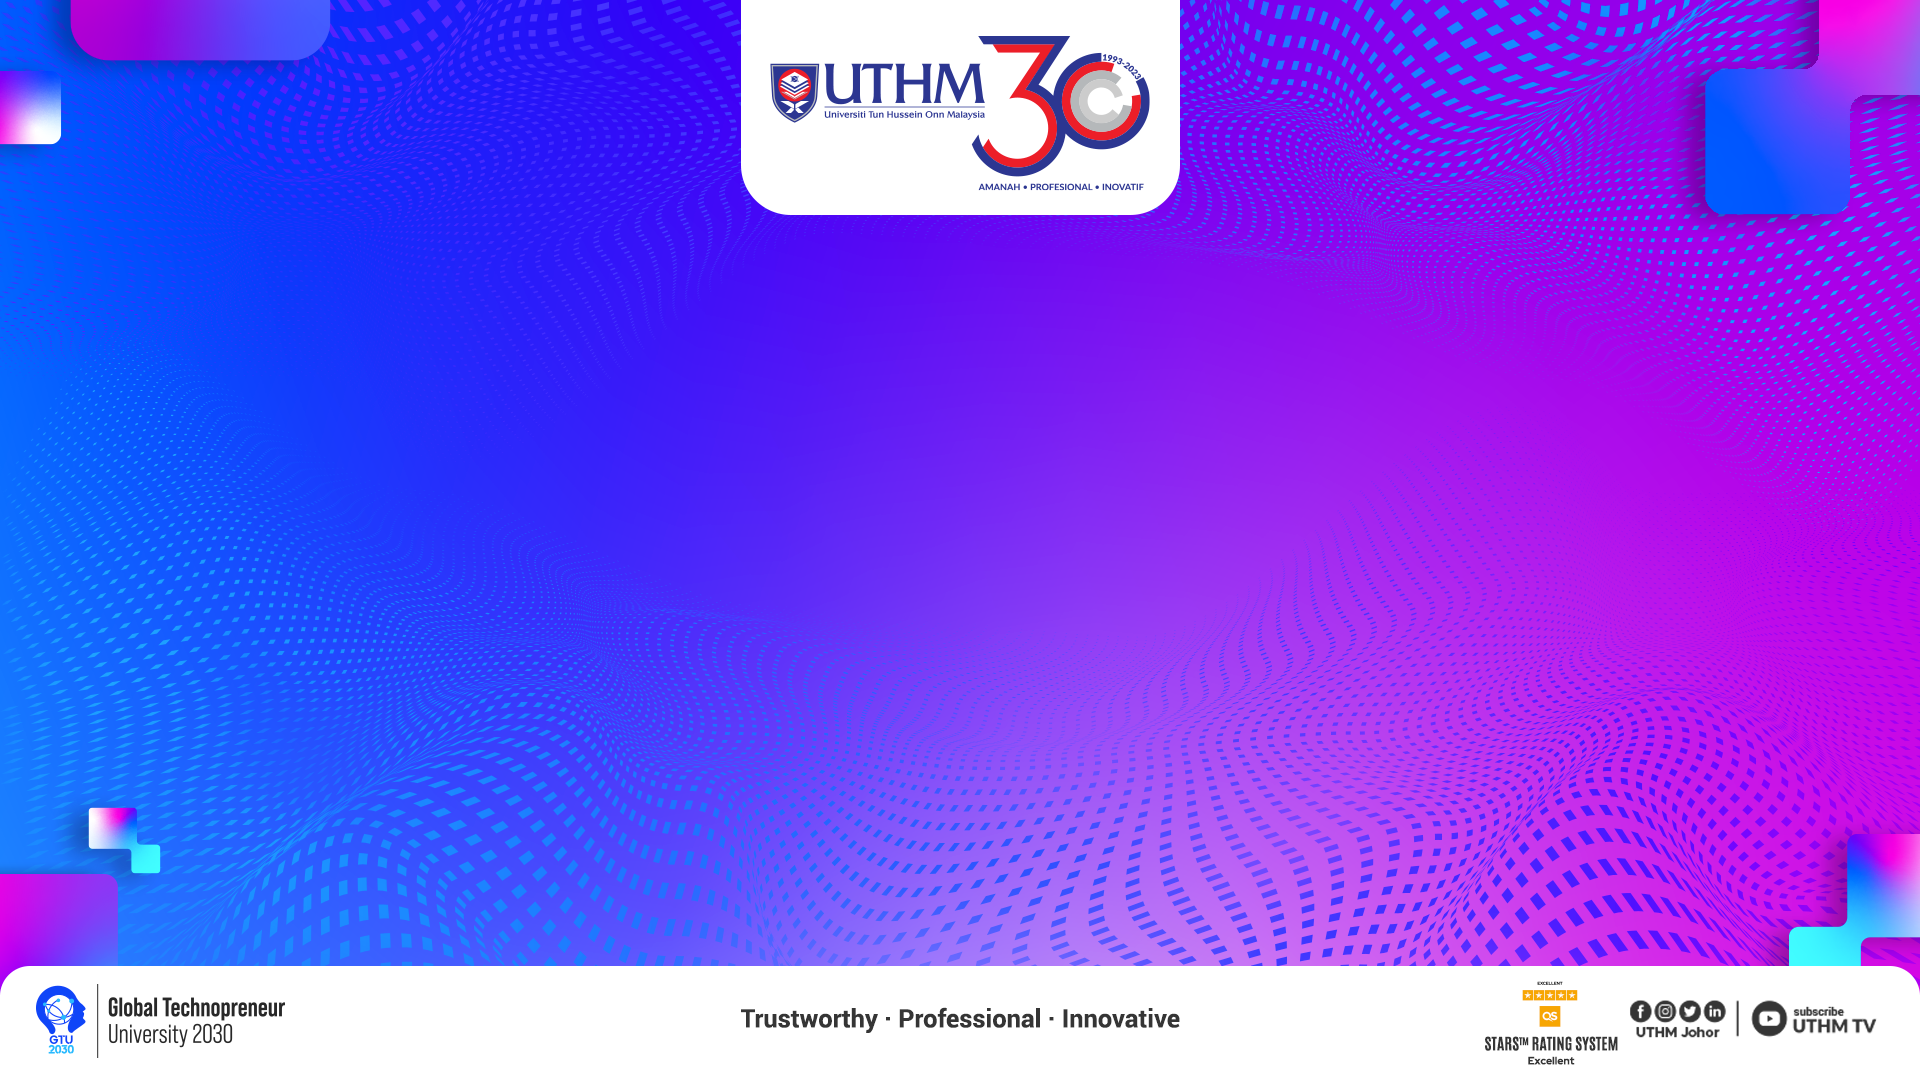 UTHM
Universiti Tun Hussein Onn Malaysia
30
1993-2023
AMANAH • PROFESIONAL • INOVATIF
GTU
2030
Global Technopreneur
University 2030
Trustworthy · Professional · Innovative
EXCELLENT
QS
STARS™ RATING SYSTEM
Excellent
UTHM Johor
subscribe
UTHM TV